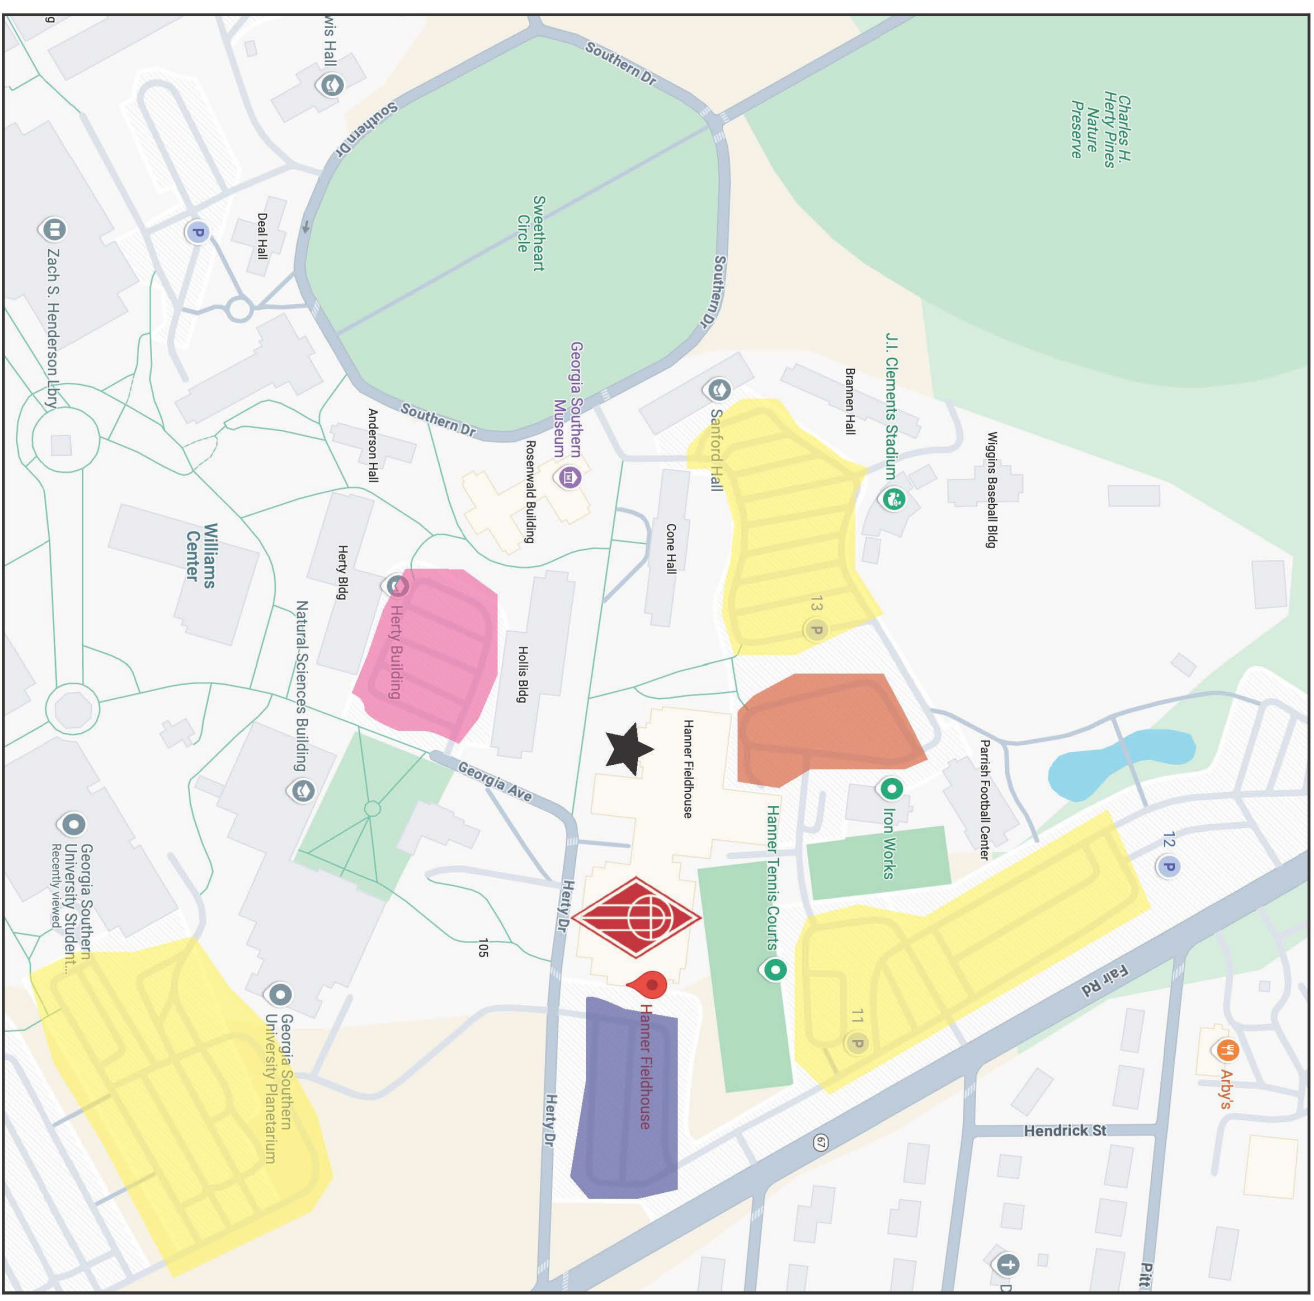 g
wis Hall
Southern Dr
Southern Dr
Charles H.
Herty Pines
Nature
Preserve
Sweetheart
Circle
Deal Hall
P
Zach S. Henderson Lbry
Southern Dr
Georgia Southern
Museum
J.I. Clements Stadium
Brannen Hall
Sanford Hall
Southern Dr
Anderson Hall
Rosenwald Building
Wiggins Baseball Bldg
Cone Hall
Williams
Center
Herty Bldg
Herty Building
Natural Sciences Building
Hollis Bldg
13
P
Hanner Fieldhouse
Parrish Football Center
Georgia Ave
Iron Works
Hanner Tennis Courts
12
P
Georgia Southern
University Student...
Recently viewed
Herty Dr
105
Fair Rd
11
P
Georgia Southern
University Planetarium
Hanner Fieldhouse
Herty Dr
Arby's
Hendrick St
67
Pitt
D